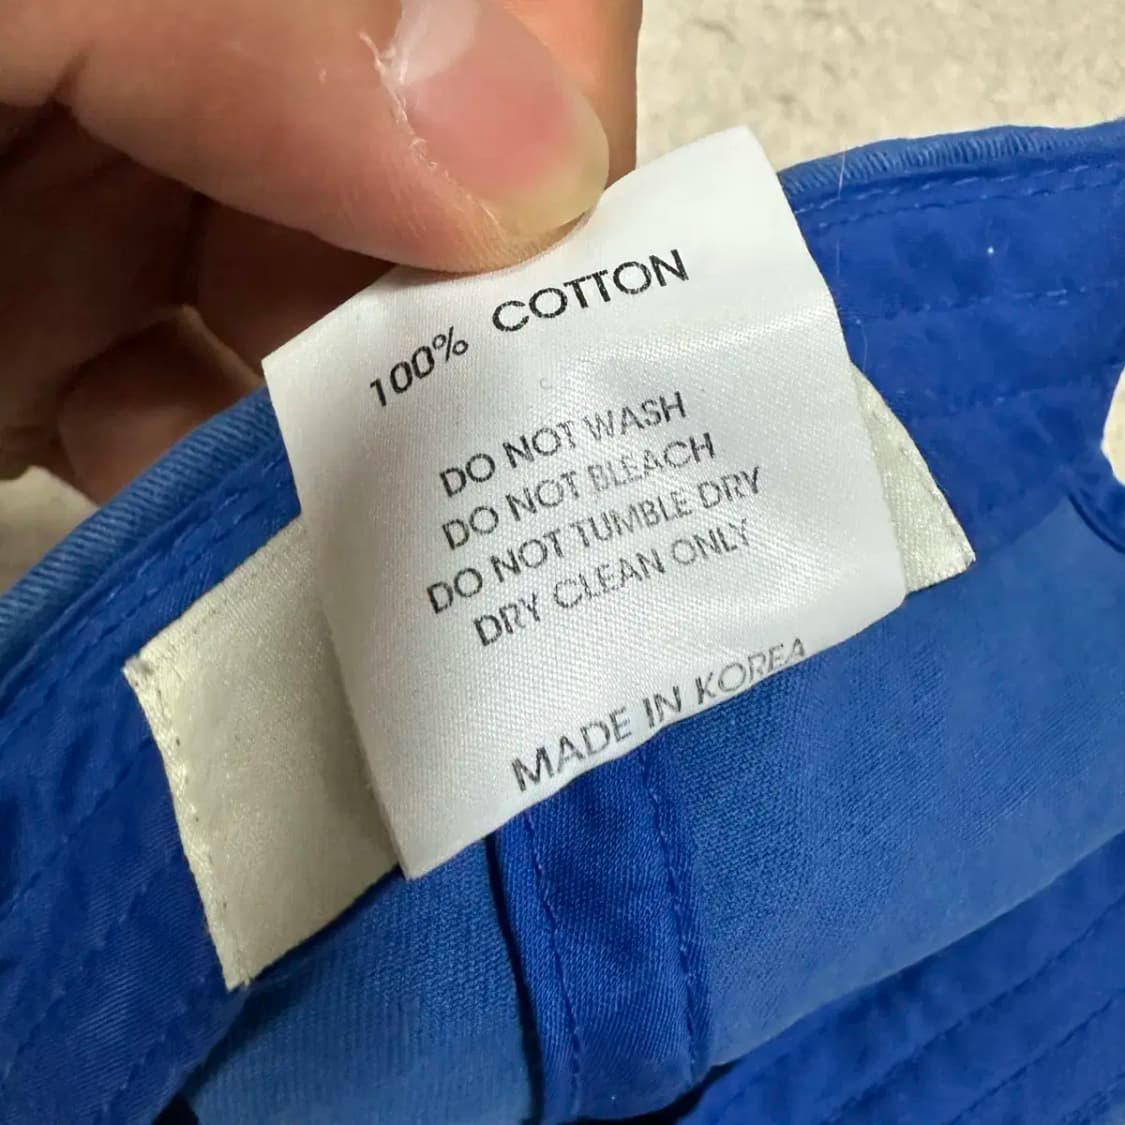 100% COTTON
DO NOT WASH
DO NOT BLEACH
DO NOT TUMBLE DRY
DRY CLEAN ONLY
MADE IN KOREA